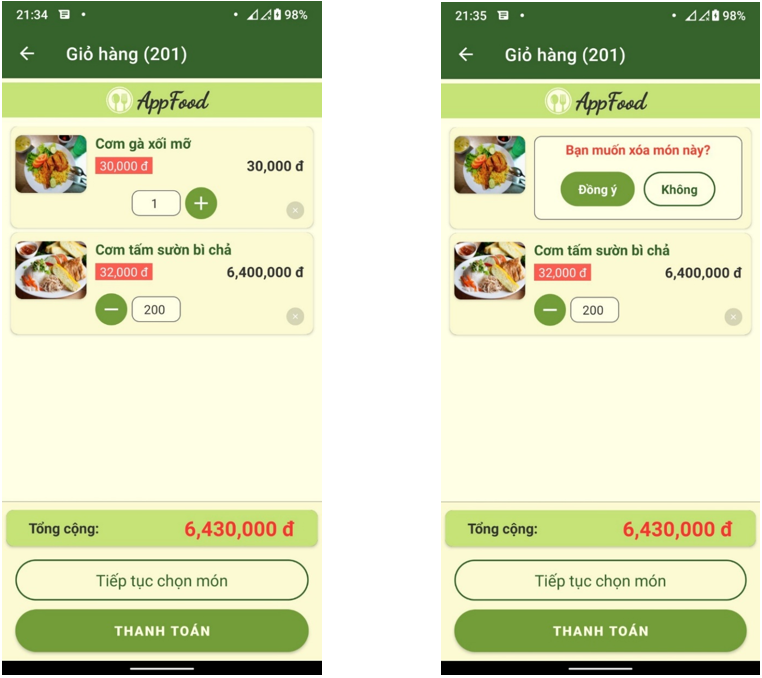 21:34
98%
Giỏ hàng (201)
AppFood
Cơm gà xối mỡ
30,000 đ
30,000 đ
1
Cơm tấm sườn bì chả
32,000 đ
6,400,000 đ
200
Tổng cộng:
6,430,000 đ
Tiếp tục chọn món
THANH TOÁN
21:35
98%
Giỏ hàng (201)
AppFood
Bạn muốn xóa món này?
Đồng ý
Không
Cơm tấm sườn bì chả
32,000 đ
6,400,000 đ
200
Tổng cộng:
6,430,000 đ
Tiếp tục chọn món
THANH TOÁN